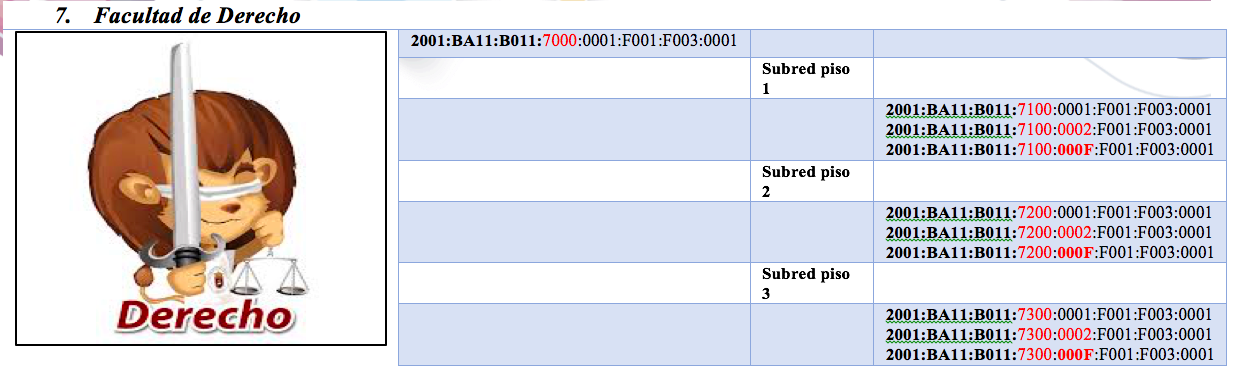 7. Facultad de Derecho
Derecho
2001:BA11:B011:7000:0001:F001:F003:0001
Subred piso
1
2001:BA11:B011:7100:0001:F001:F003:0001
2001:BA11:B011:7100:0002:F001:F003:0001
2001:BA11:B011:7100:000F:F001:F003:0001
Subred piso
2
2001:BA11:B011:7200:0001:F001:F003:0001
2001:BA11:B011:7200:0002:F001:F003:0001
2001:BA11:B011:7200:000F:F001:F003:0001
Subred piso
3
2001:BA11:B011:7300:0001:F001:F003:0001
2001:BA11:B011:7300:0002:F001:F003:0001
2001:BA11:B011:7300:000F:F001:F003:0001